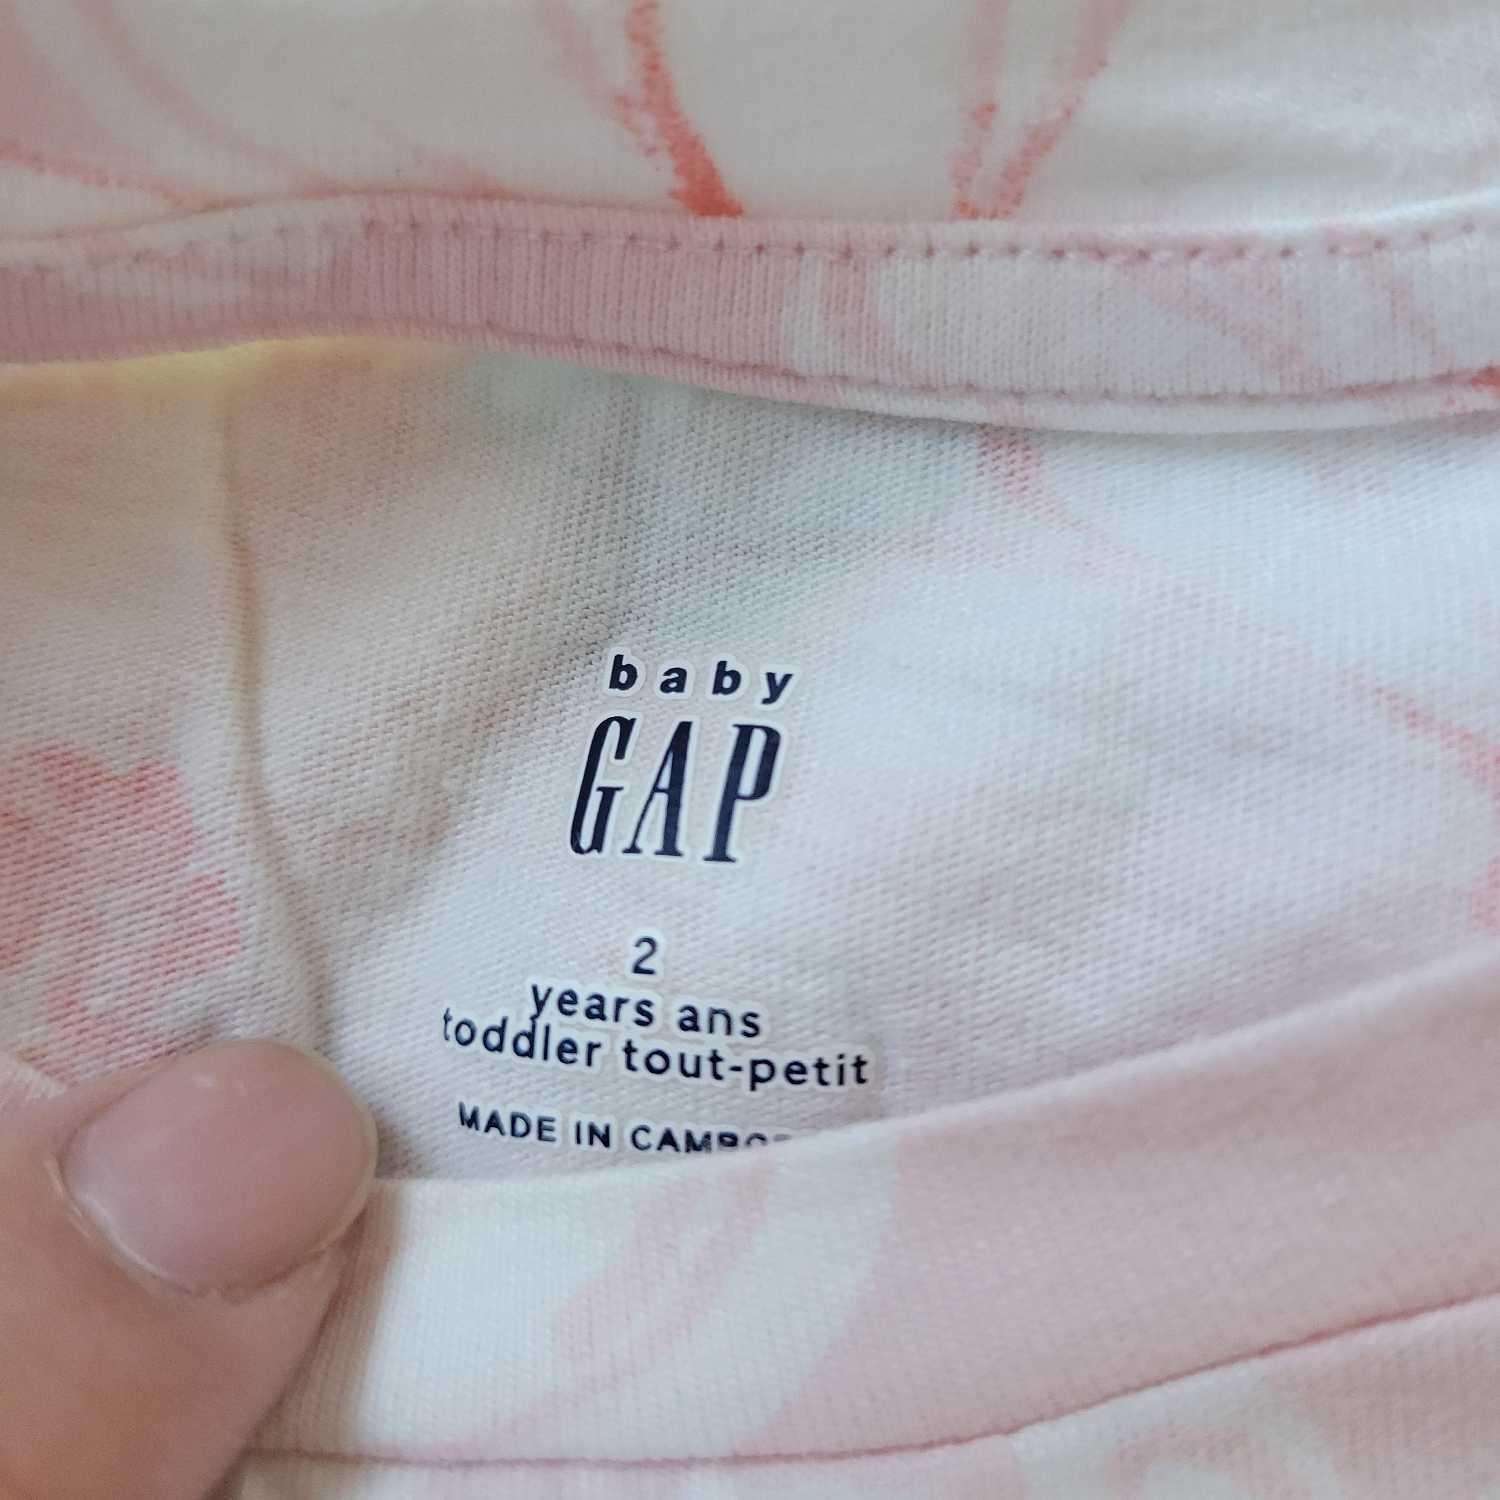 baby
GAP
2
years ans
toddler tout-petit
MADE IN